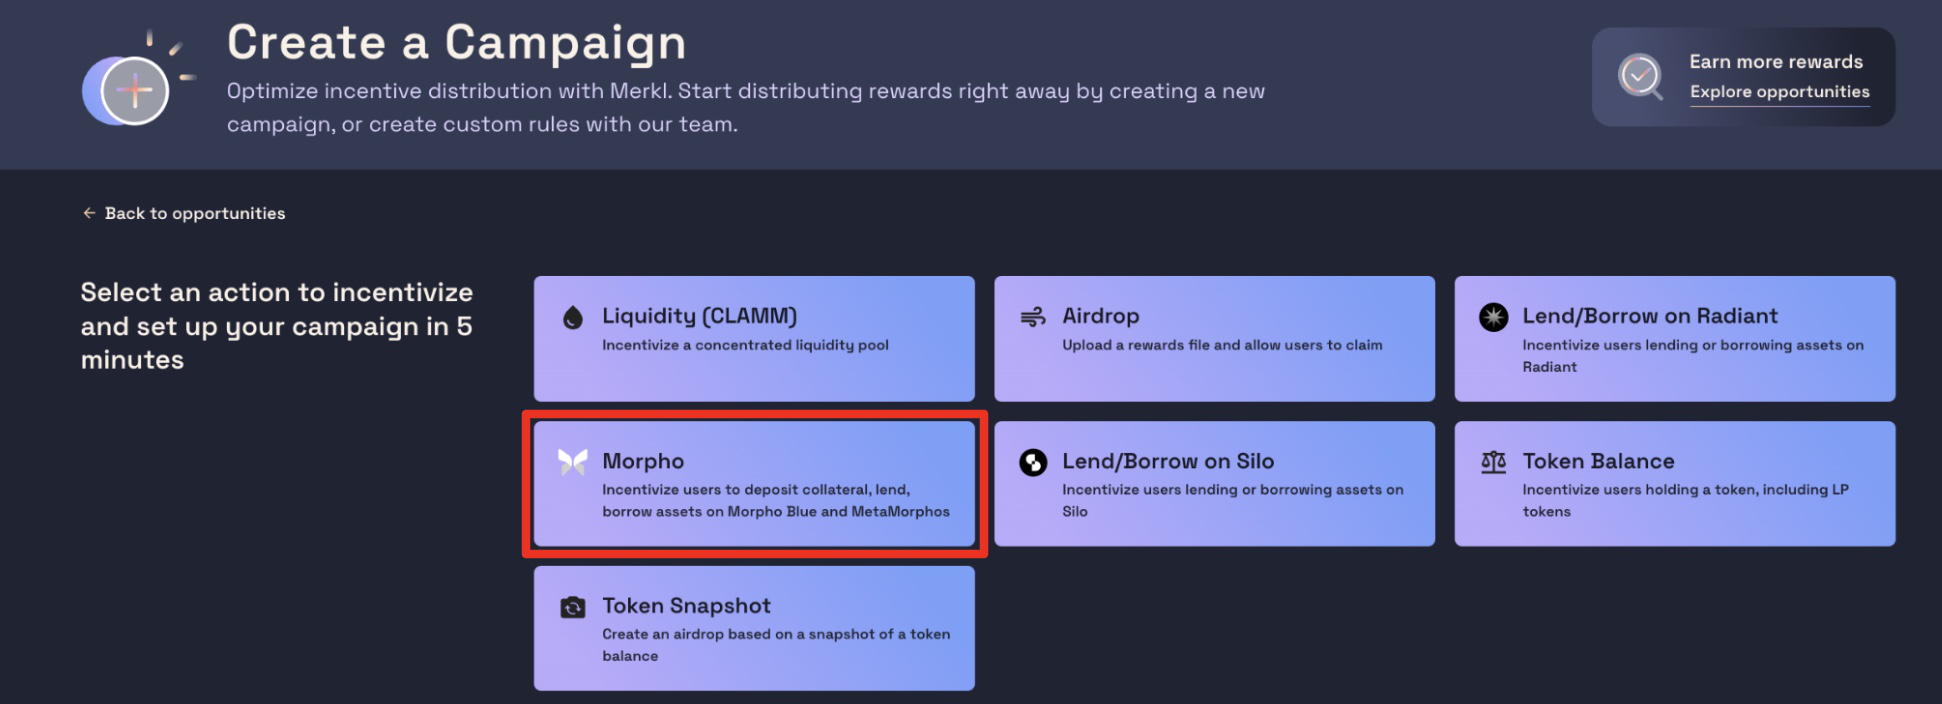 Create a Campaign
Optimize incentive distribution with Merkl. Start distributing rewards right away by creating a new
campaign, or create custom rules with our team.
Earn more rewards
Explore opportunities
← Back to opportunities
Select an action to incentivize
and set up your campaign in 5
minutes
Liquidity (CLAMM)
Incentivize a concentrated liquidity pool
Airdrop
Upload a rewards file and allow users to claim
Lend/Borrow on Radiant
Incentivize users lending or borrowing assets on
Radiant
Morpho
Incentivize users to deposit collateral, lend,
borrow assets on Morpho Blue and MetaMorphos
Lend/Borrow on Silo
Incentivize users lending or borrowing assets on
Silo
Token Balance
Incentivize users holding a token, including LP
tokens
Token Snapshot
Create an airdrop based on a snapshot of a token
balance